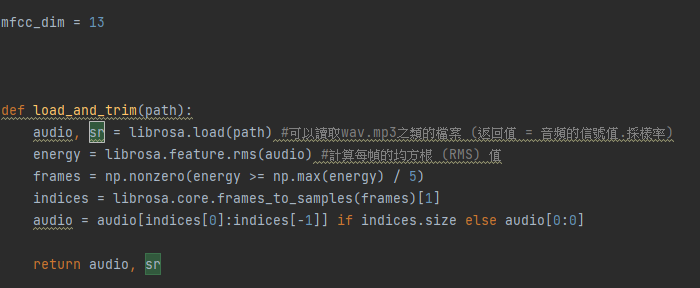 mfcc_dim = 13
def load_and_trim(path):
audio, sr = librosa.load(path) #可以讀取wav.mp3之類的檔案 (返回值 = 音頻的信號值.採樣率)
energy = librosa.feature.rms(audio) #計算每幀的均方根 (RMS) 值
frames = np.nonzero(energy >= np.max(energy) / 5)
indices = librosa.core.frames_to_samples(frames)[1]
audio = audio[indices[0]:indices[-1]] if indices.size else audio[0:0]
return audio, sr